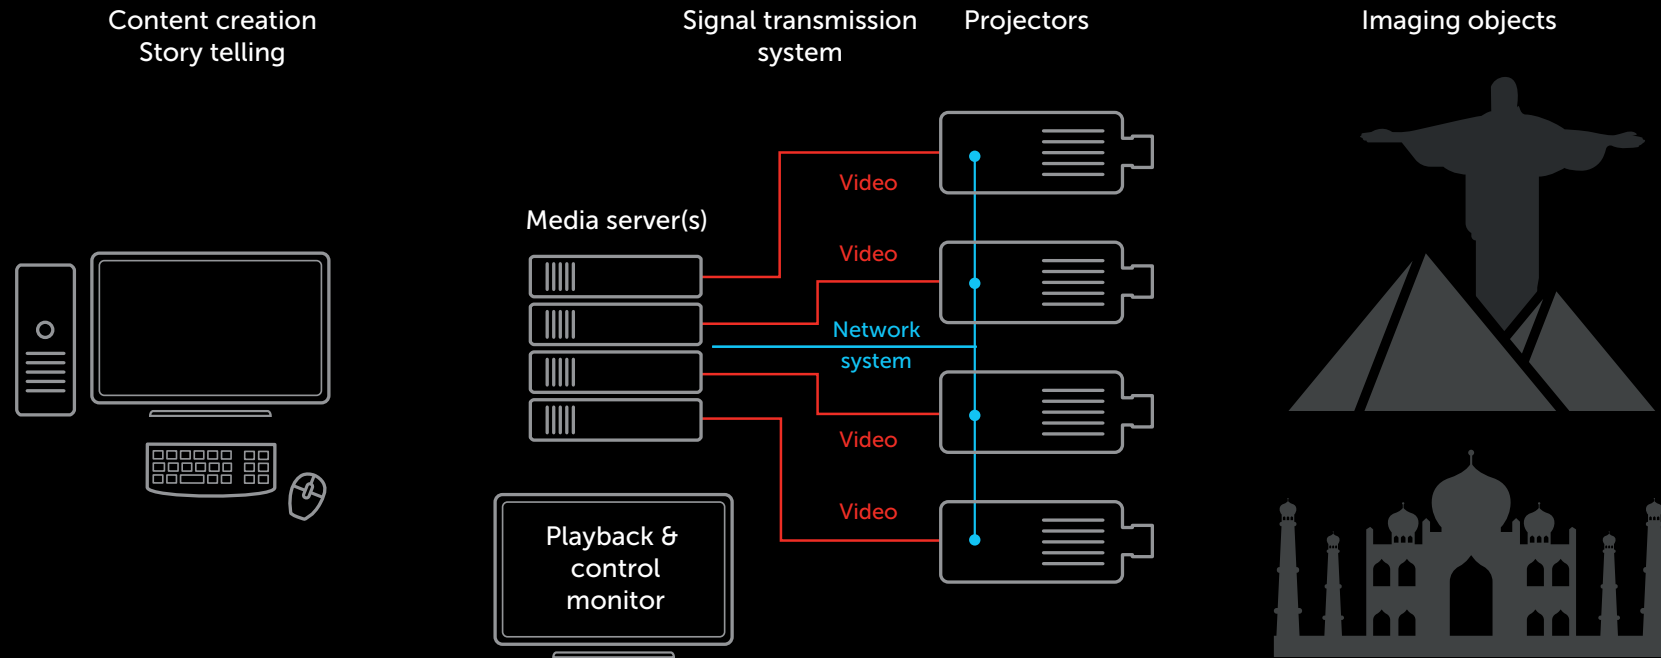 Content creation
Story telling
Signal transmission
system
Projectors
Imaging objects
Video
Media server(s)
Video
Network
system
Video
Video
Playback &
control
monitor